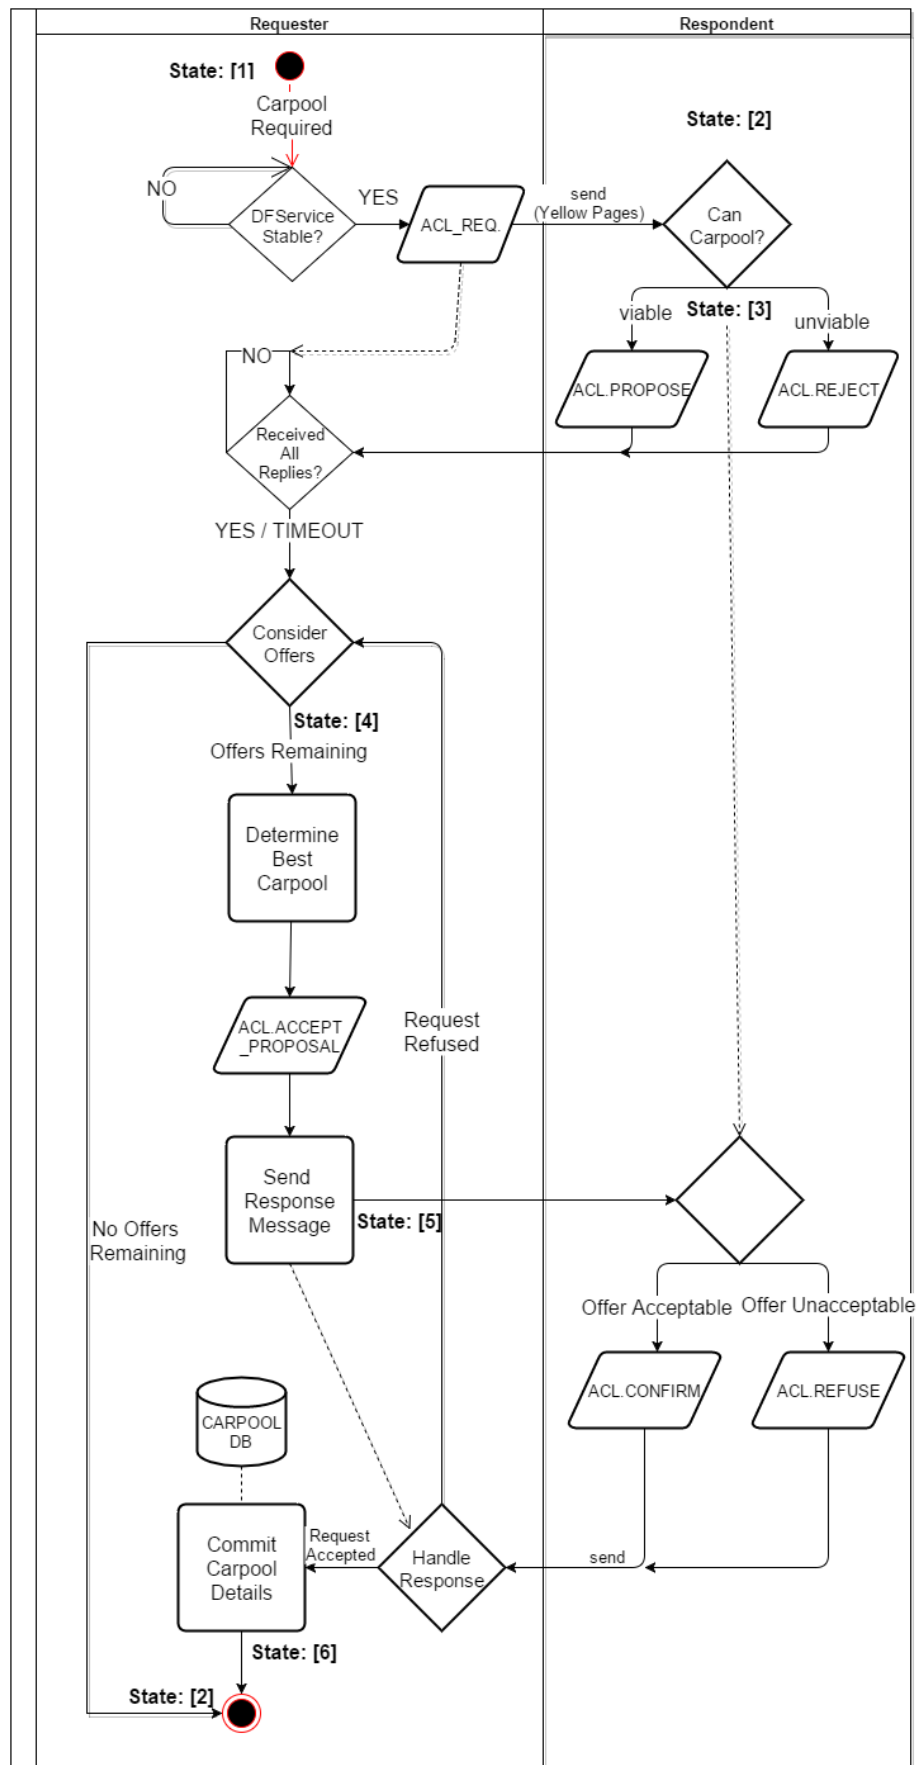 Requester
Respondent
State: [1]
Carpool
Required
State: [2]
NO
DFService
Stable?
YES
ACL_REQ.
send
(Yellow Pages)
Can
Carpool?
viable
State: [3]
unviable
NO
ACL.PROPOSE
ACL.REJECT
Received
All
Replies?
YES / TIMEOUT
Consider
Offers
State: [4]
Offers Remaining
Determine
Best
Carpool
ACL.ACCEPT
_PROPOSAL
Request
Refused
Send
Response
Message
State: [5]
No Offers
Remaining
Offer Acceptable
Offer Unacceptable
ACL.CONFIRM
ACL.REFUSE
CARPOOL
DB
Commit
Carpool
Details
Request
Accepted
Handle
Response
send
State: [6]
State: [2]